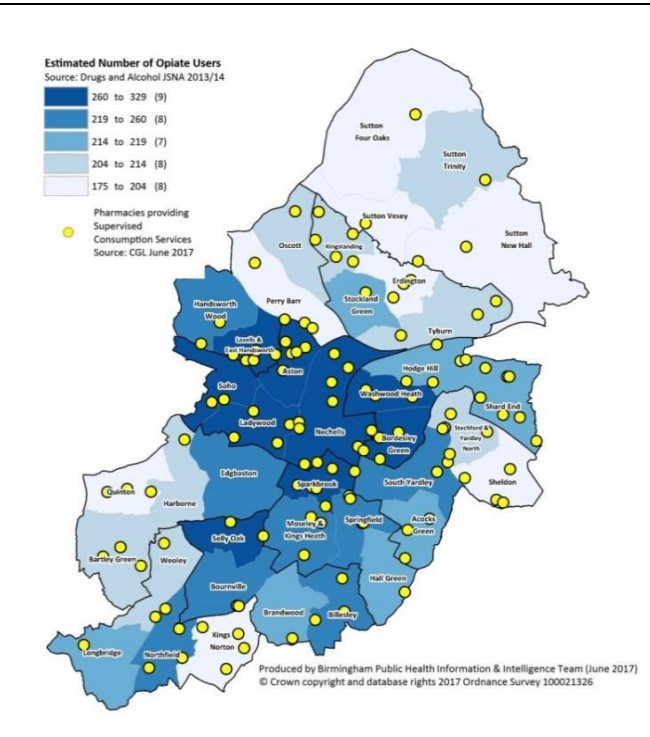 Estimated Number of Opiate Users
Source: Drugs and Alcohol JSNA 2013/14
260 to 329 (9)
219 to 260 (8)
214 to 219 (7)
204 to 214 (8)
175 to 204 (8)
Pharmacies providing
Supervised
Consumption Services
Source: CGL June 2017
Sutton
Four Oaks
Sutton
Trinity
Sutton Vesey
Sutton
New Hall
Oscott
Kingstanding
Erdington
Perry Barr
Stockland
Green
Handsworth
Wood
Tyburn
Lozells &
East Handsworth
Aston
Hodge Hill
Soho
Washwood Heath
Shard End
Ladywood
Nechells
Bordesley
Green
Stechford &
Yardley
North
Edgbaston
Sparkbrook
South Yardley
Sheldon
Quinton
Harborne
Moseley &
Kings Heath
Springfield
Acocks
Green
Selly Oak
Bartley Green
Weoley
Hall Green
Bournville
Brandwood
Billesley
Kings
Norton
Longbridge
Northfield
Produced by Birmingham Public Health Information & Intelligence Team (June 2017)
© Crown copyright and database rights 2017 Ordnance Survey 100021326